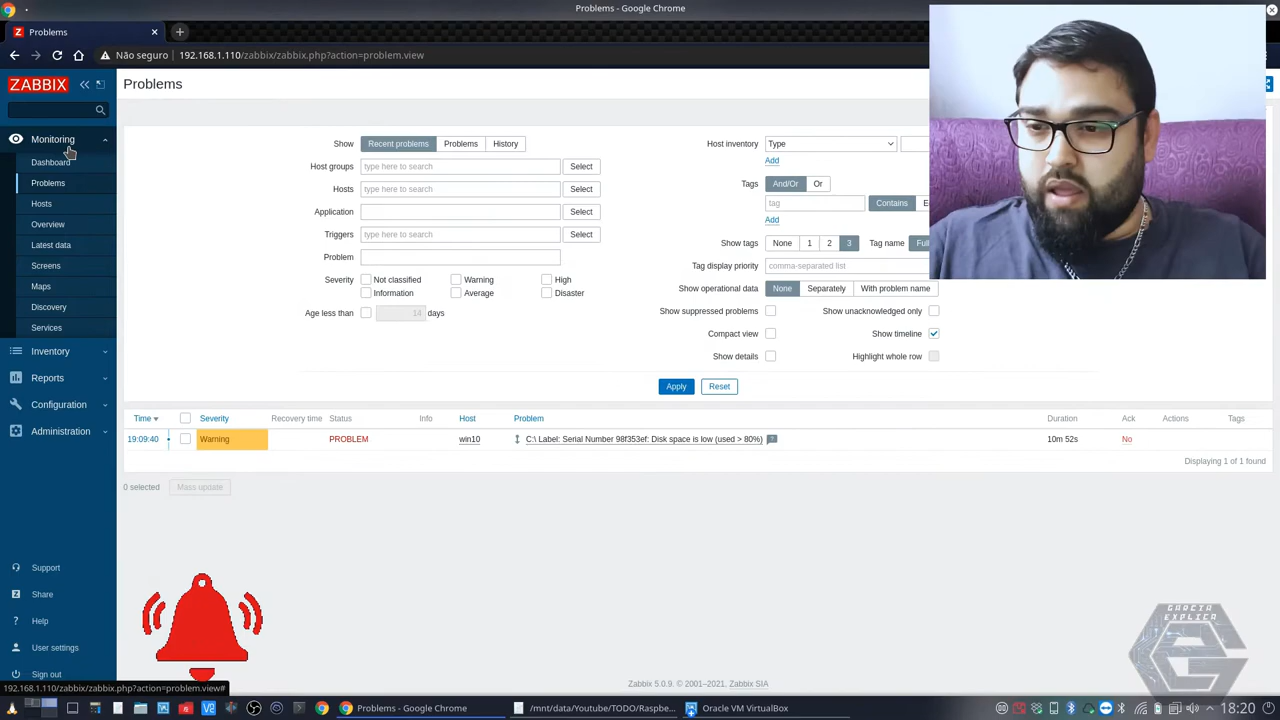 Problems - Google Chrome
Problems
Não seguro 192.168.1.110/zabbix/zabbix.php?action=problem.view
ZABBIX
Problems
Monitoring
Dashboard
Problems
Hosts
Overview
Latest data
Screens
Maps
Discovery
Services
Inventory
Reports
Configuration
Administration
Support
Share
? Help
User settings
Sign out
Show Recent problems Problems History
Host groups type here to search Select
Hosts type here to search Select
Application Select
Triggers type here to search Select
Problem
Severity Not classified Warning High
Information Average Disaster
Age less than 14 days
Host inventory Type
Add
Tags And/Or Or
tag Contains
Add
Show tags None 1 2 3 Tag name Full
Tag display priority comma-separated list
Show operational data None Separately With problem name
Show suppressed problems Show unacknowledged only
Compact view Show timeline
Show details Highlight whole row
Apply Reset
Time Severity Recovery time Status Info Host Problem Duration Ack Actions Tags
19:09:40 Warning PROBLEM win10 C:\ Label: Serial Number 98f353ef: Disk space is low (used > 80%) 10m 52s No
Displaying 1 of 1 found
0 selected Mass update
GARCIA
EXPLICA
Zabbix 5.0.9. © 2001–2021, Zabbix SIA
192.168.1.110/zabbix/zabbix.php?action=problem.view#
Problems - Google Chrome
/mnt/data/Youtube/TODO/Raspbe...
Oracle VM VirtualBox
18:20